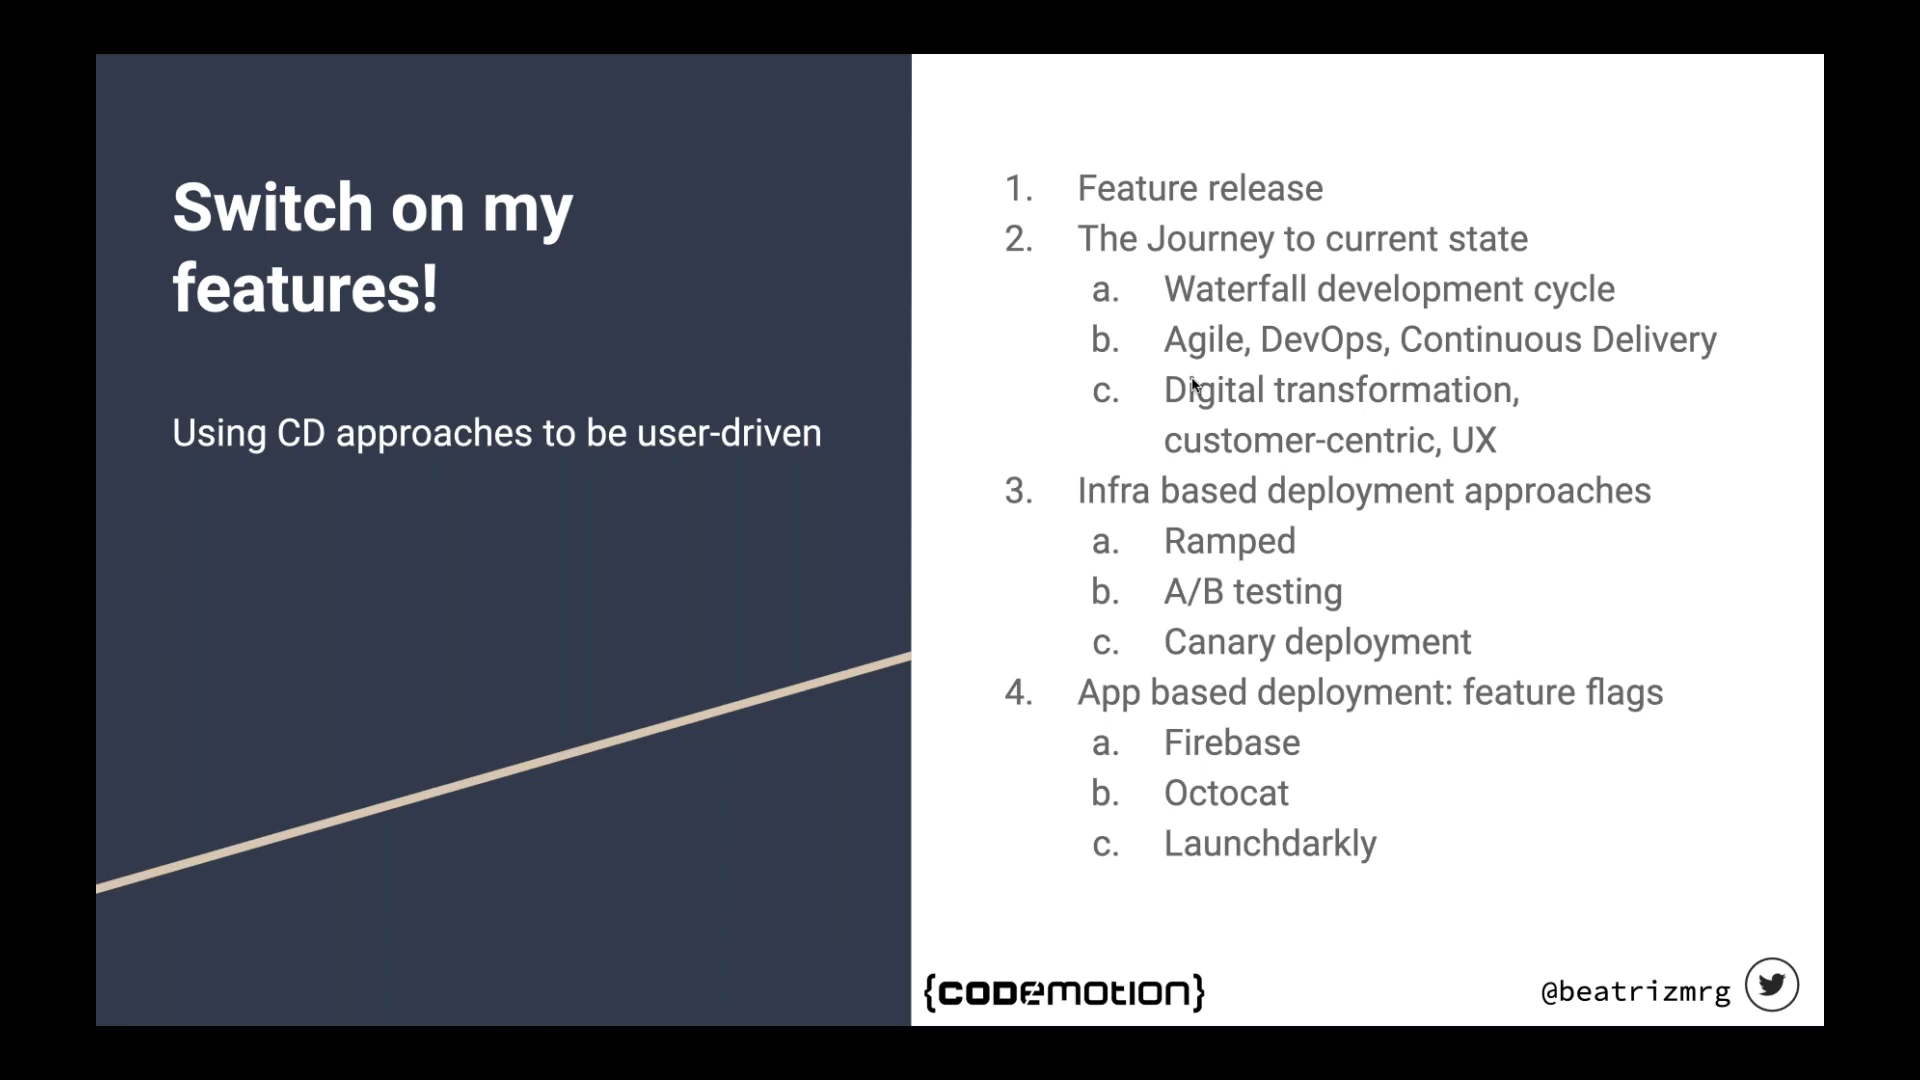 Switch on my
features!
Using CD approaches to be user-driven
1. Feature release
2. The Journey to current state
a. Waterfall development cycle
b. Agile, DevOps, Continuous Delivery
c. Digital transformation,
customer-centric, UX
3. Infra based deployment approaches
a. Ramped
b. A/B testing
c. Canary deployment
4. App based deployment: feature flags
a. Firebase
b. Octocat
c. Launchdarkly
{CODEMOTION}
@beatrizmrg